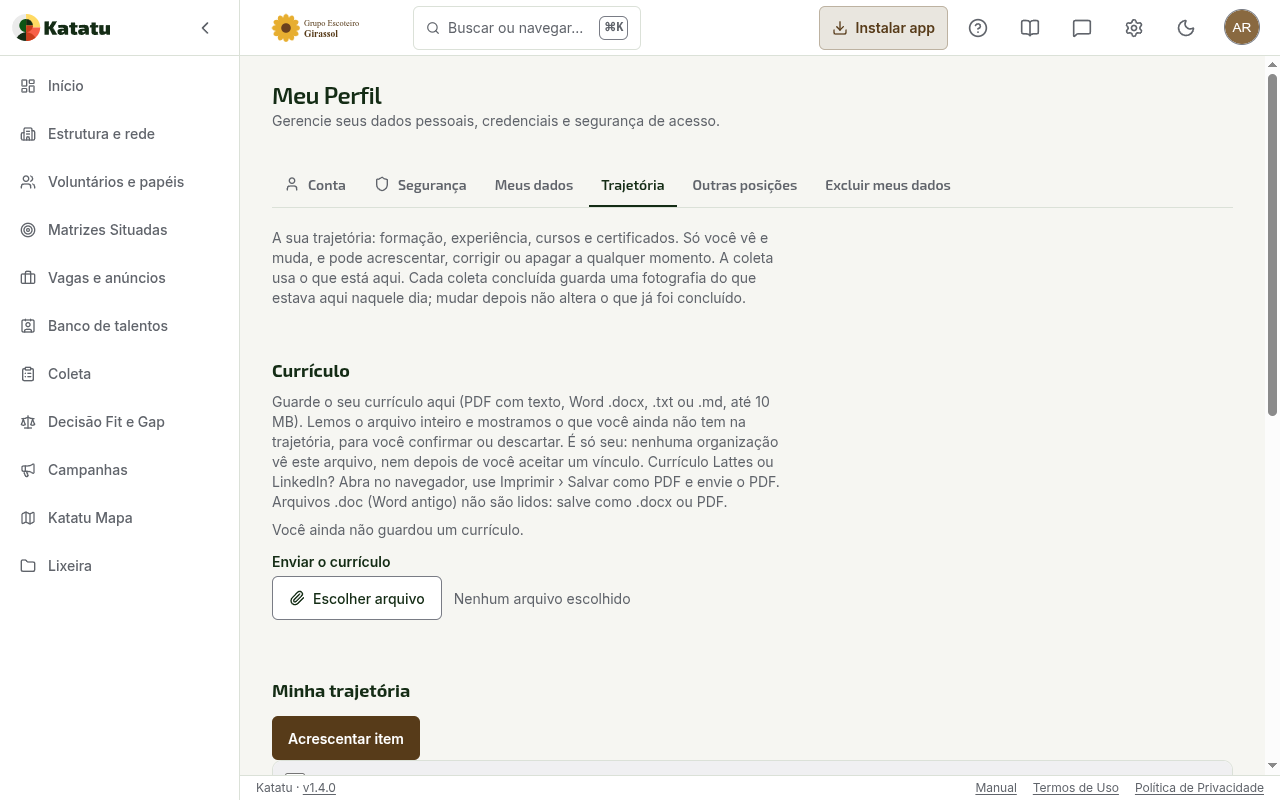 Katatu
Grupo Escoteiro
Girassol
Buscar ou navegar...
⌘K
Instalar app
AR
Início
Estrutura e rede
Voluntários e papéis
Matrizes Situadas
Vagas e anúncios
Banco de talentos
Coleta
Decisão Fit e Gap
Campanhas
Katatu Mapa
Lixeira
Meu Perfil
Gerencie seus dados pessoais, credenciais e segurança de acesso.
Conta
Segurança
Meus dados
Trajetória
Outras posições
Excluir meus dados
A sua trajetória: formação, experiência, cursos e certificados. Só você vê e
muda, e pode acrescentar, corrigir ou apagar a qualquer momento. A coleta
usa o que está aqui. Cada coleta concluída guarda uma fotografia do que
estava aqui naquele dia; mudar depois não altera o que já foi concluído.
Currículo
Guarde o seu currículo aqui (PDF com texto, Word .docx, .txt ou .md, até 10
MB). Lemos o arquivo inteiro e mostramos o que você ainda não tem na
trajetória, para você confirmar ou descartar. É só seu: nenhuma organização
vê este arquivo, nem depois de você aceitar um vínculo. Currículo Lattes ou
LinkedIn? Abra no navegador, use Imprimir › Salvar como PDF e envie o PDF.
Arquivos .doc (Word antigo) não são lidos: salve como .docx ou PDF.
Você ainda não guardou um currículo.
Enviar o currículo
Escolher arquivo
Nenhum arquivo escolhido
Minha trajetória
Acrescentar item
Katatu · v1.4.0
Manual
Termos de Uso
Política de Privacidade